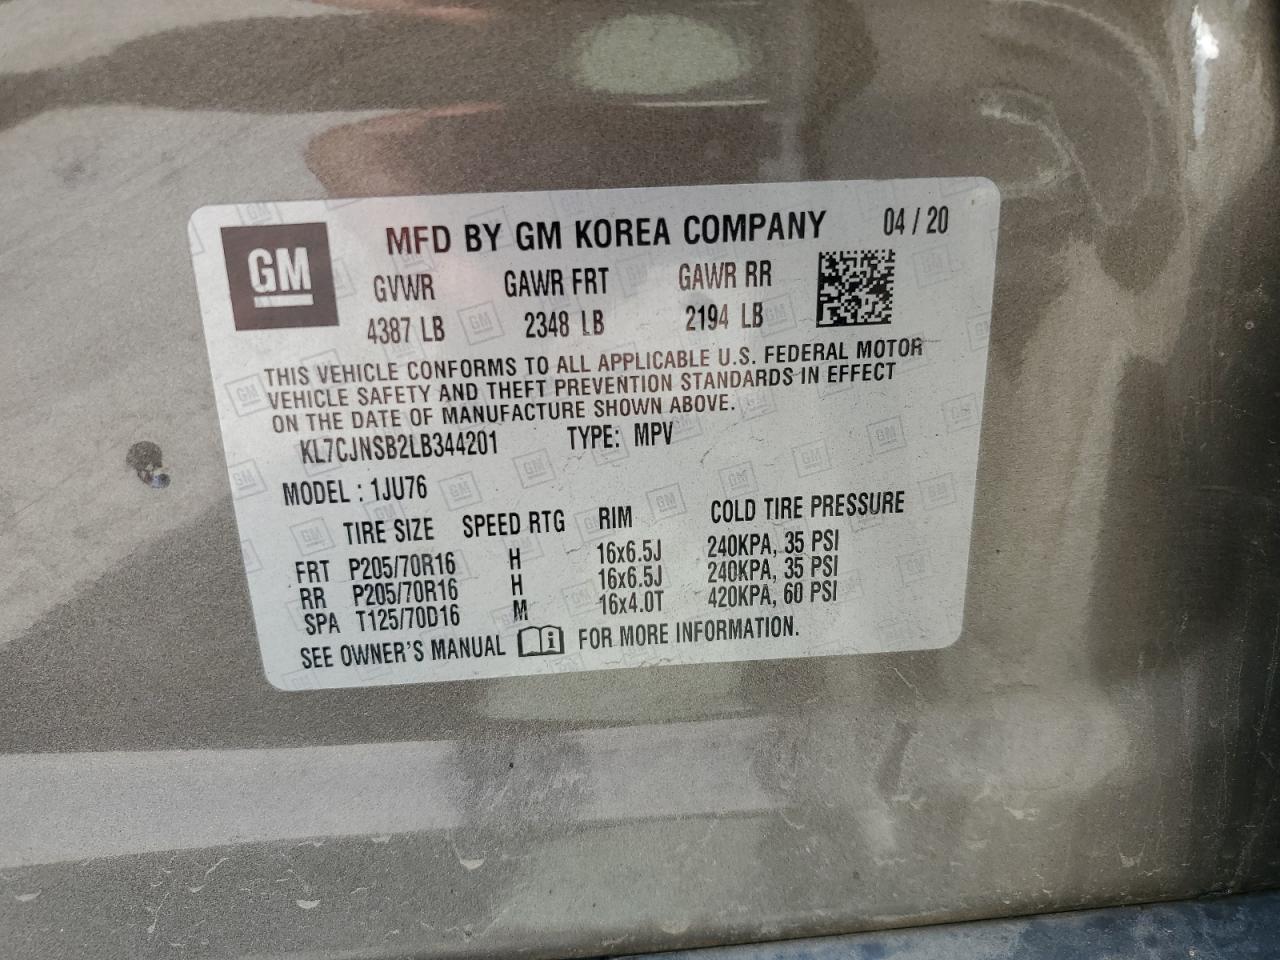 GM
MFD BY GM KOREA COMPANY 04 / 20
GVWR GAWR FRT GAWR RR
4387 LB 2348 LB 2194 LB
THIS VEHICLE CONFORMS TO ALL APPLICABLE U.S. FEDERAL MOTOR
VEHICLE SAFETY AND THEFT PREVENTION STANDARDS IN EFFECT
ON THE DATE OF MANUFACTURE SHOWN ABOVE.
KL7CJNSB2LB344201 TYPE: MPV
MODEL : 1JU76
TIRE SIZE SPEED RTG RIM COLD TIRE PRESSURE
FRT P205/70R16 H 16x6.5J 240KPA, 35 PSI
RR P205/70R16 H 16x6.5J 240KPA, 35 PSI
SPA T125/70D16 M 16x4.0T 420KPA, 60 PSI
SEE OWNER'S MANUAL i FOR MORE INFORMATION.